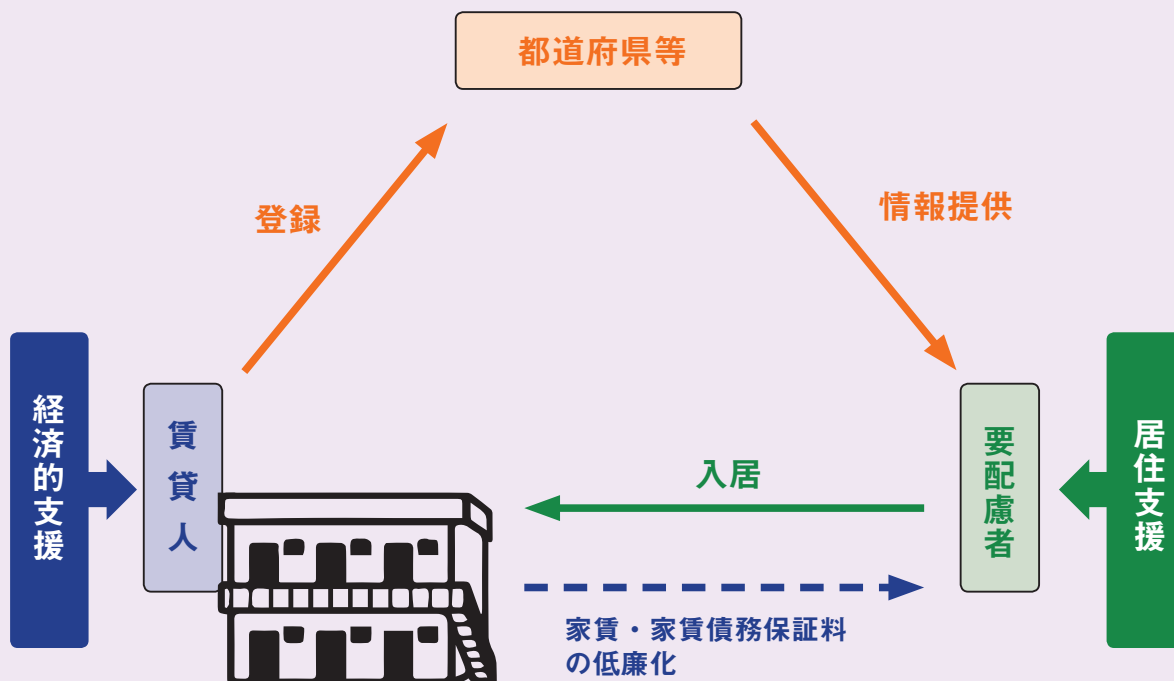 都道府県等
登録
情報提供
経済的支援
賃貸人
入居
要配慮者
居住支援
家賃・家賃債務保証料
の低廉化